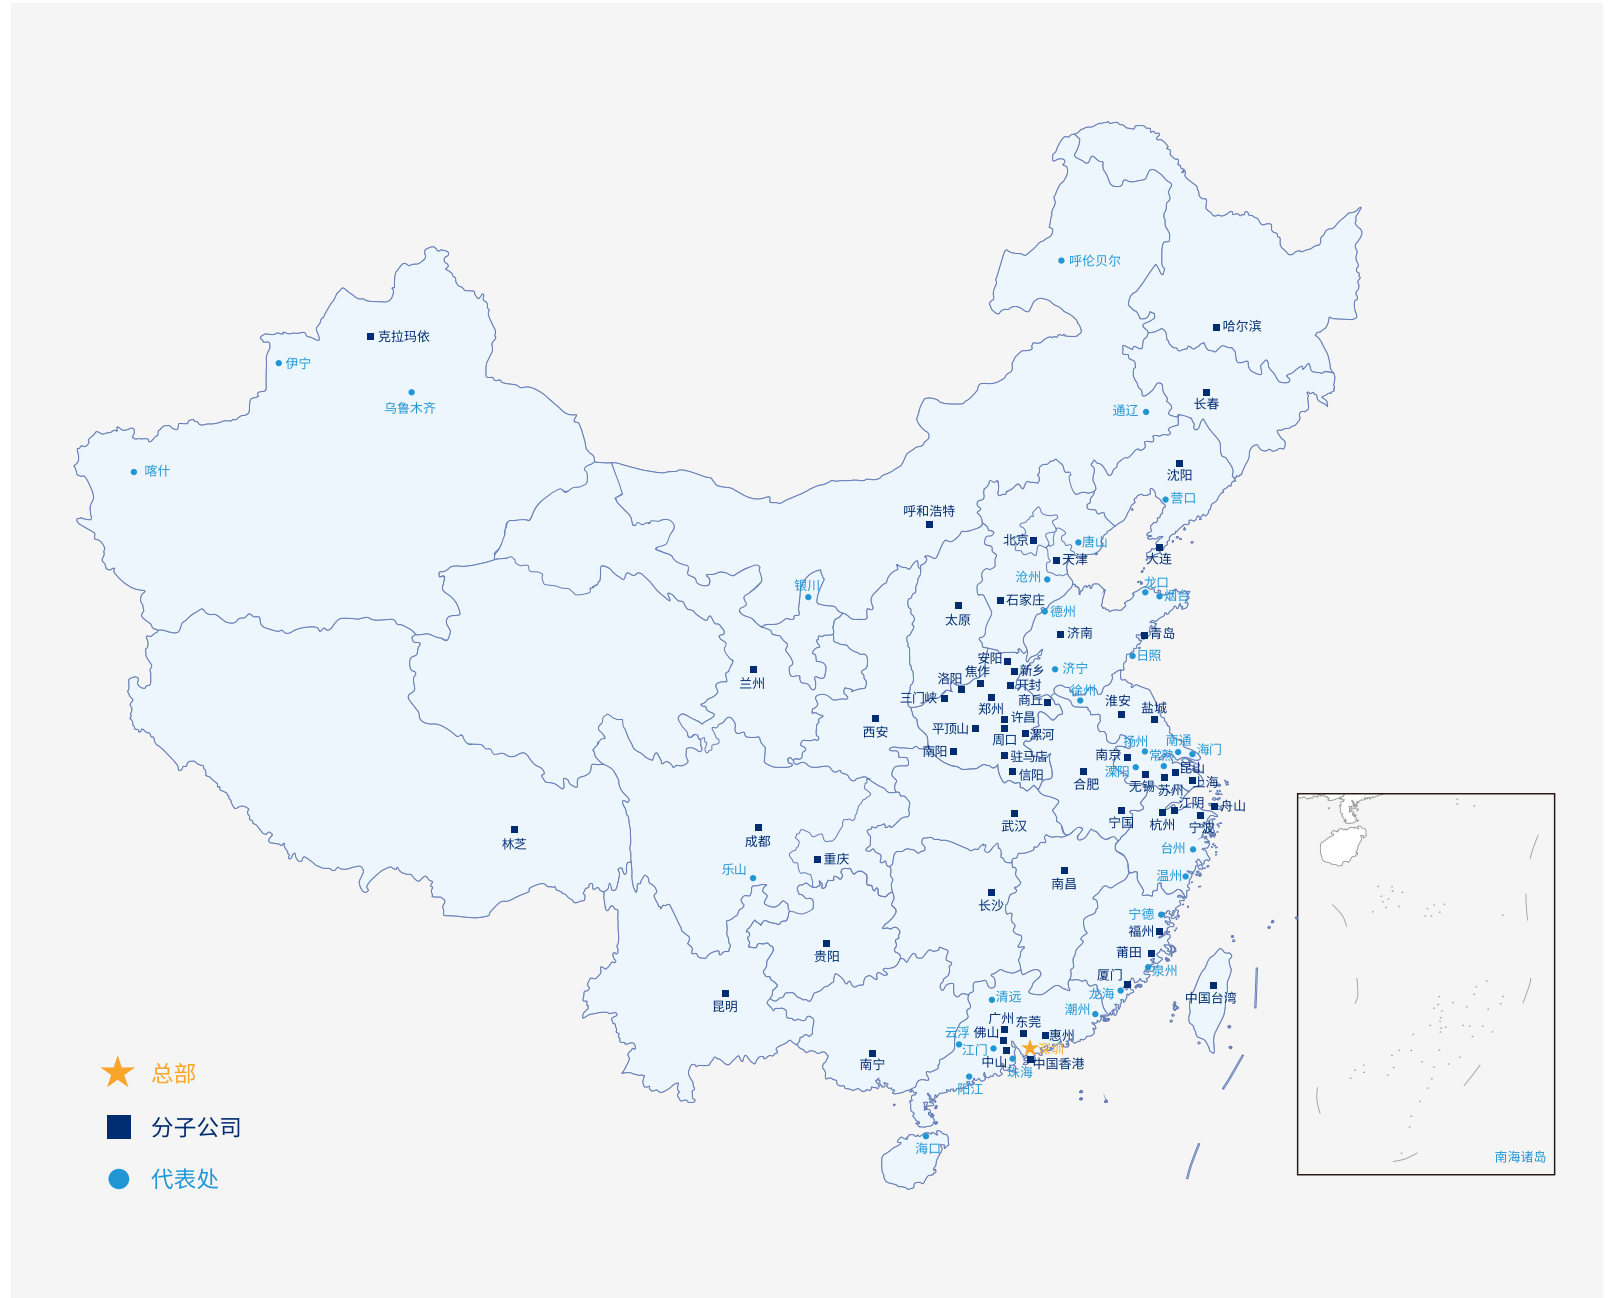 呼伦贝尔
哈尔滨
克拉玛依
伊宁
乌鲁木齐
长春
通辽
喀什
沈阳
营口
呼和浩特
北京
唐山
天津
大连
沧州
龙口
银川
烟台
石家庄
德州
太原
济南
青岛
日照
安阳
新乡
焦作
济宁
兰州
洛阳
开封
徐州
三门峡
商丘
淮安
郑州
盐城
许昌
西安
平顶山
周口
漯河
扬州
南通
海门
南阳
驻马店
南京
常熟
溧阳
昆山
信阳
合肥
无锡
苏州
上海
江阴
舟山
武汉
宁国
杭州
宁波
林芝
成都
台州
重庆
乐山
温州
南昌
长沙
宁德
福州
贵阳
莆田
泉州
厦门
龙海
清远
中国台湾
昆明
潮州
广州
东莞
云浮
佛山
惠州
江门
深圳
南宁
中山
中国香港
珠海
阳江
海口
总部
分子公司
代表处
南海诸岛